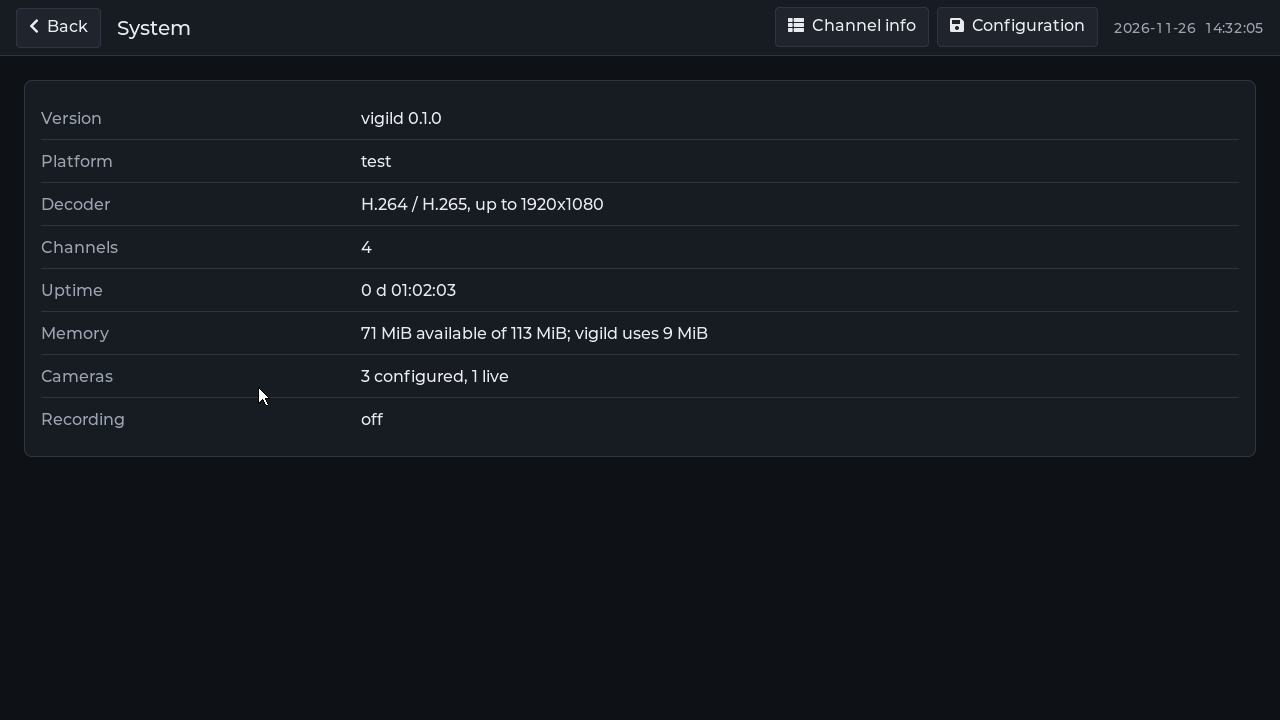 Back
System
Channel info
Configuration
2026-11-26 14:32:05
Version vigild 0.1.0
Platform test
Decoder H.264 / H.265, up to 1920x1080
Channels 4
Uptime 0 d 01:02:03
Memory 71 MiB available of 113 MiB; vigild uses 9 MiB
Cameras 3 configured, 1 live
Recording off